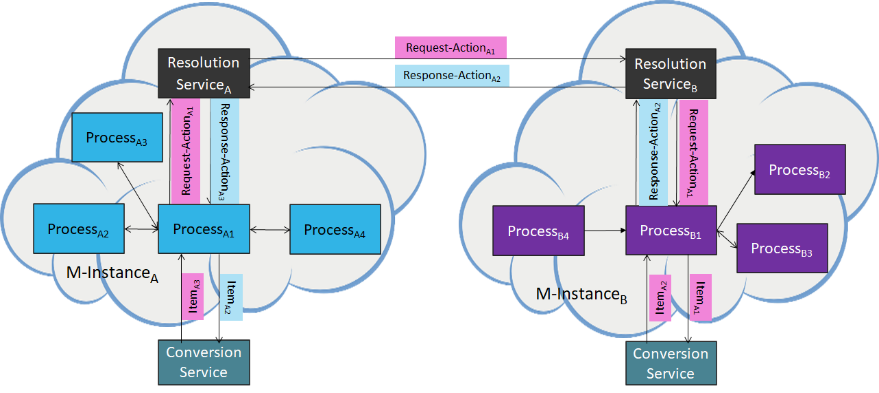 Request-ActionA1
Response-ActionA2
Resolution
ServiceA
Resolution
ServiceB
Request-ActionA1
Response-ActionA3
Response-ActionA2
Request-ActionA1
ProcessA3
ProcessA2
ProcessA1
ProcessA4
M-InstanceA
ProcessB2
ProcessB4
ProcessB1
ProcessB3
M-InstanceB
ItemA3
ItemA2
ItemA2
ItemA1
Conversion
Service
Conversion
Service